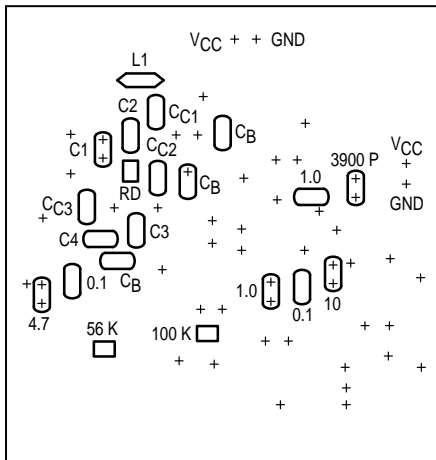 VCC + + GND
L1
C2
CC1
C1
CC2
CB
VCC
3900 P
1.0
RD
CB
GND
CC3
C4
C3
0.1
CB
1.0
0.1
10
4.7
56 K
100 K